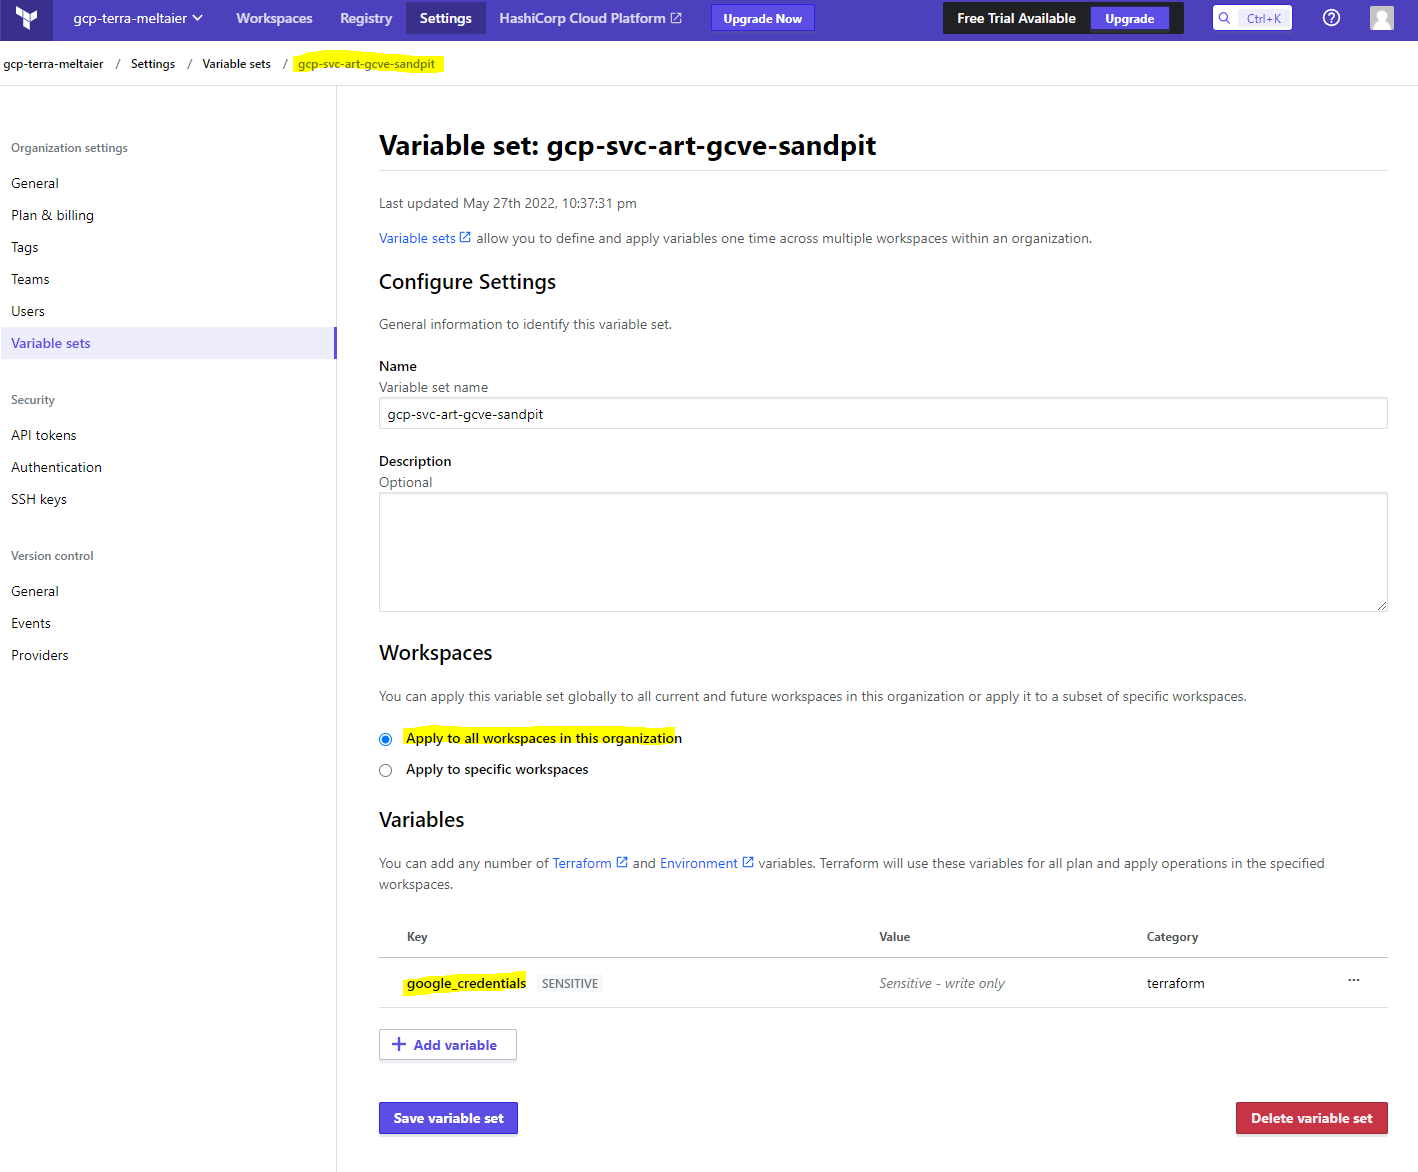 gcp-terra-meltaier Workspaces Registry Settings HashiCorp Cloud Platform Upgrade Now Free Trial Available Upgrade Ctrl+K
gcp-terra-meltaier / Settings / Variable sets / gcp-svc-art-gcve-sandpit
Organization settings
General
Plan & billing
Tags
Teams
Users
Variable sets
Security
API tokens
Authentication
SSH keys
Version control
General
Events
Providers
Variable set: gcp-svc-art-gcve-sandpit
Last updated May 27th 2022, 10:37:31 pm
Variable sets allow you to define and apply variables one time across multiple workspaces within an organization.
Configure Settings
General information to identify this variable set.
Name
Variable set name
gcp-svc-art-gcve-sandpit
Description
Optional
Workspaces
You can apply this variable set globally to all current and future workspaces in this organization or apply it to a subset of specific workspaces.
Apply to all workspaces in this organization
Apply to specific workspaces
Variables
You can add any number of Terraform and Environment variables. Terraform will use these variables for all plan and apply operations in the specified
workspaces.
Key Value Category
google_credentials SENSITIVE Sensitive - write only terraform ...
+ Add variable
Save variable set Delete variable set